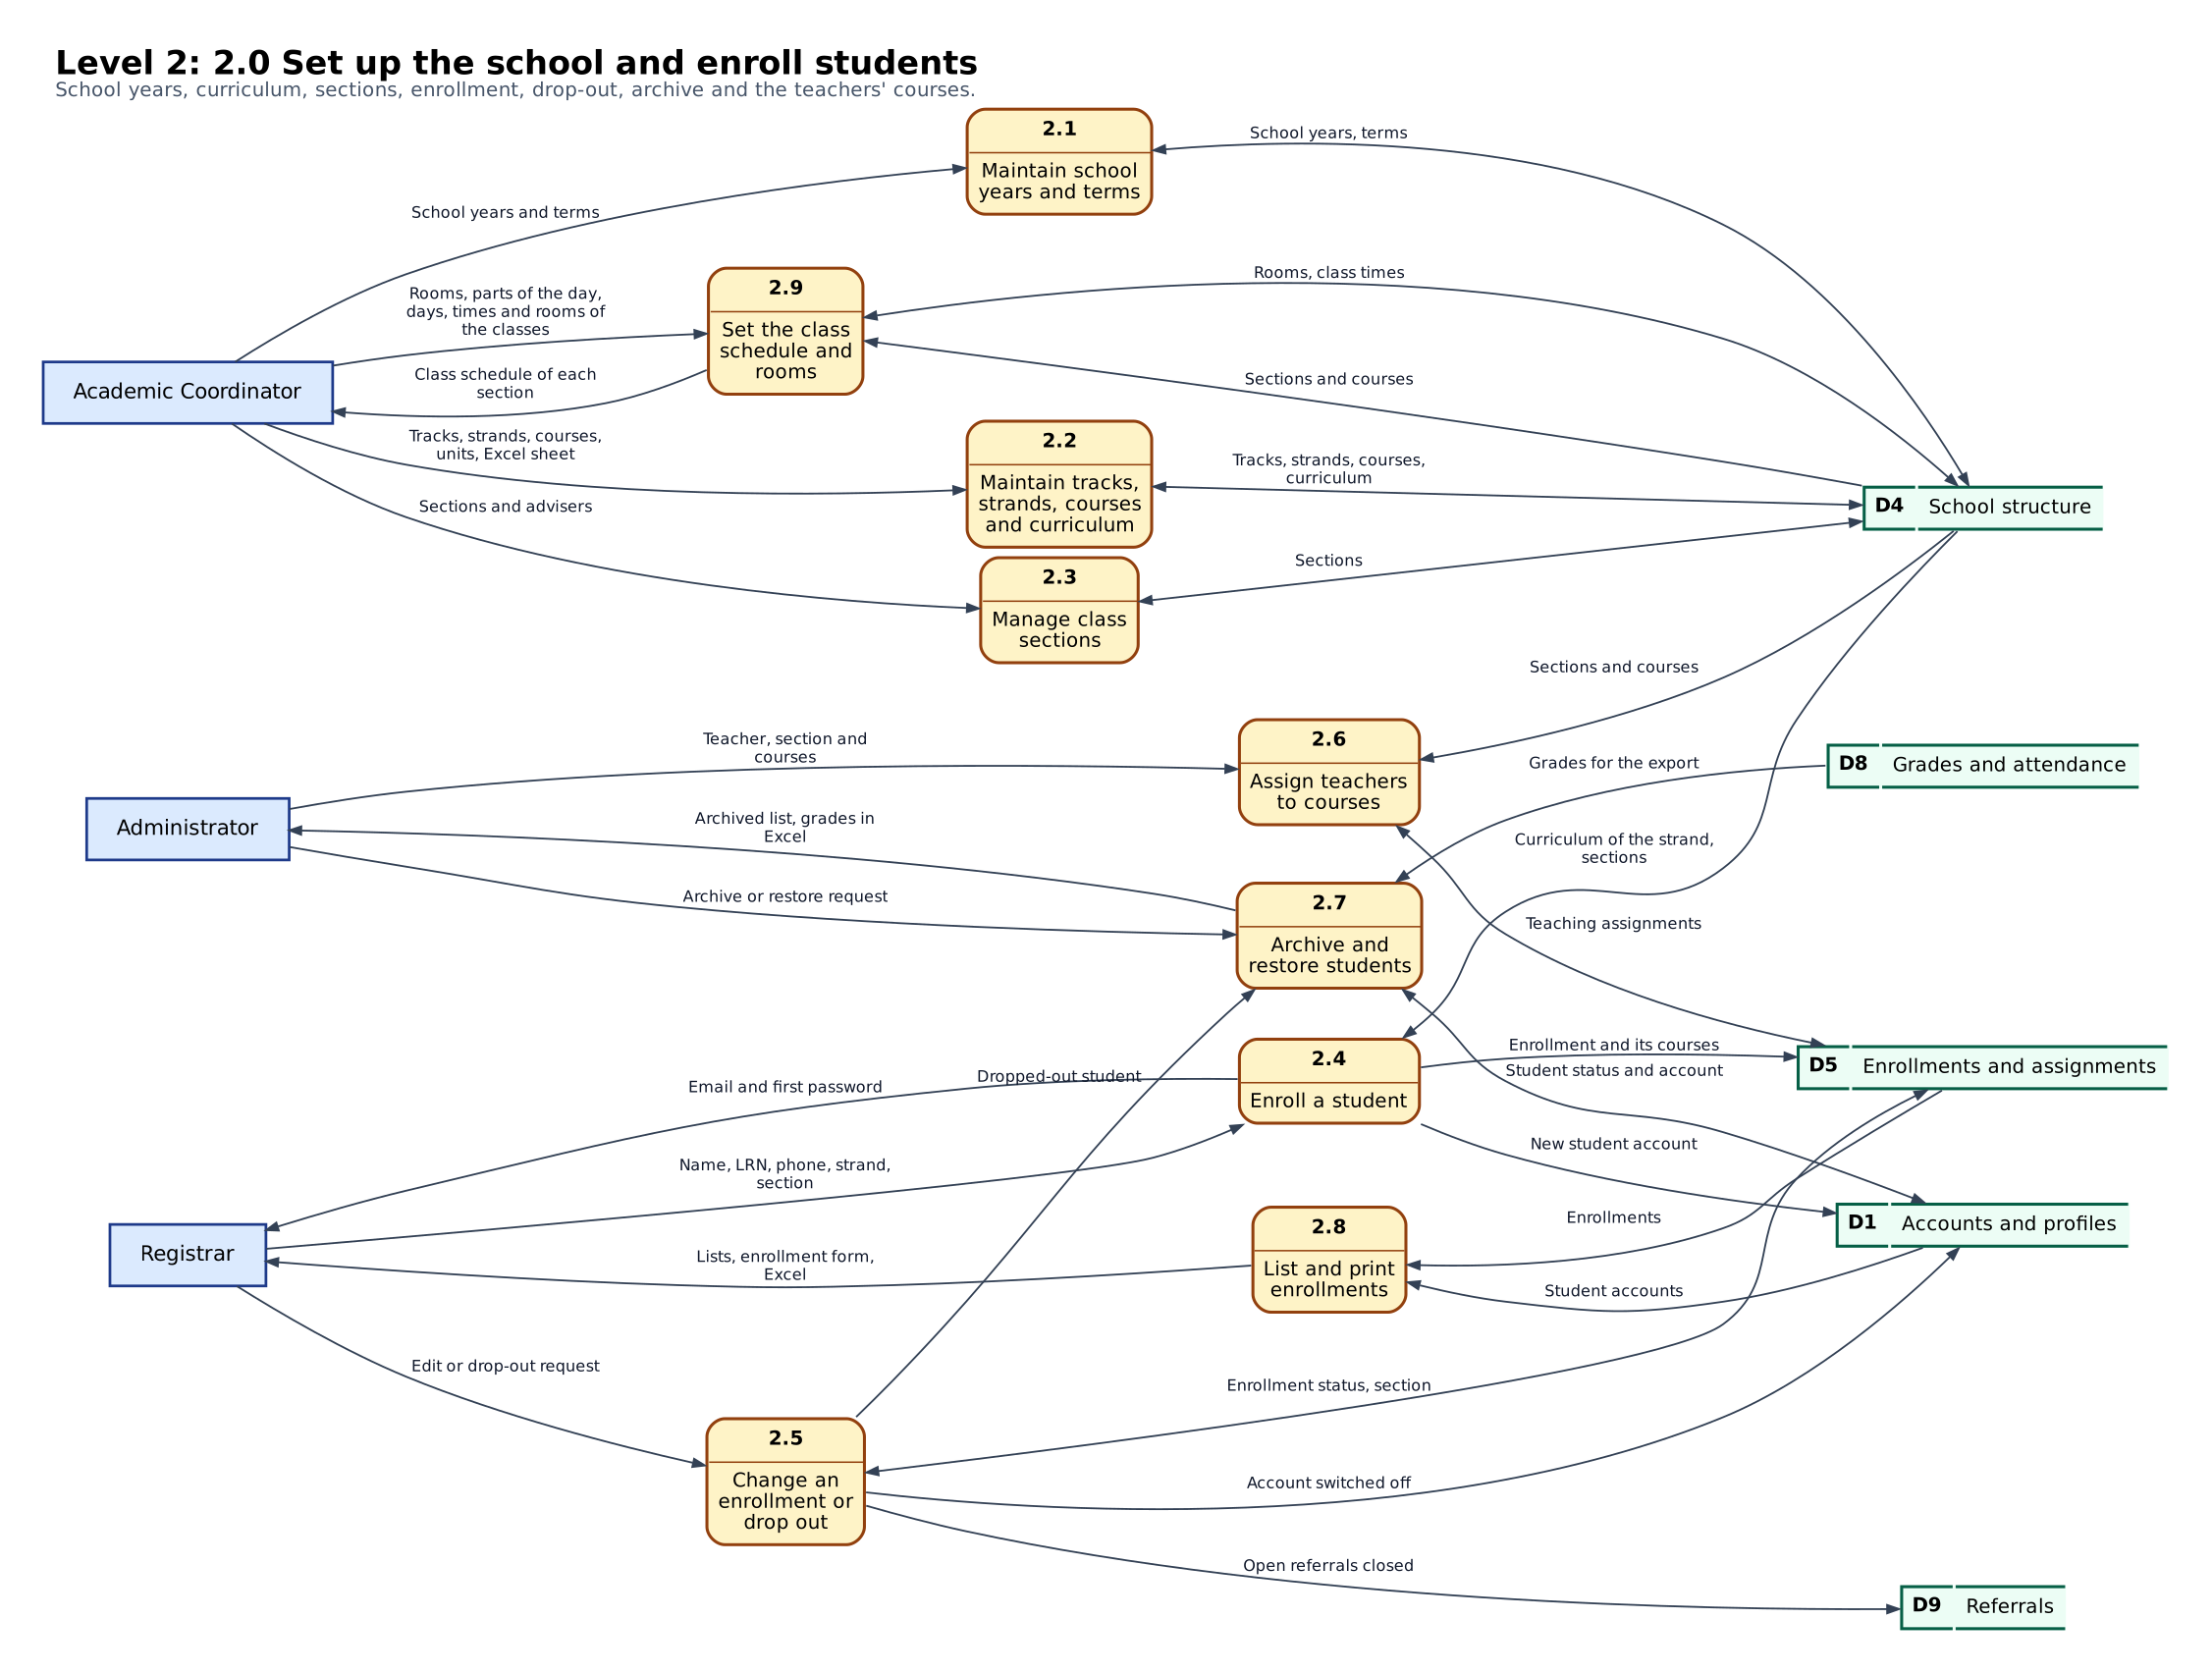 Level 2: 2.0 Set up the school and enroll students
School years, curriculum, sections, enrollment, drop-out, archive and the teachers' courses.
2.1
Maintain school
years and terms
School years, terms
School years and terms
2.9
Set the class
schedule and
rooms
Rooms, class times
Rooms, parts of the day,
days, times and rooms of
the classes
Academic Coordinator
Class schedule of each
section
Sections and courses
Tracks, strands, courses,
units, Excel sheet
2.2
Maintain tracks,
strands, courses
and curriculum
Tracks, strands, courses,
curriculum
D4
School structure
Sections and advisers
2.3
Manage class
sections
Sections
Sections and courses
Teacher, section and
courses
2.6
Assign teachers
to courses
Grades for the export
D8
Grades and attendance
Administrator
Archived list, grades in
Excel
Curriculum of the strand,
sections
Archive or restore request
2.7
Archive and
restore students
Teaching assignments
2.4
Enroll a student
Enrollment and its courses
Student status and account
D5
Enrollments and assignments
Dropped-out student
Email and first password
New student account
Name, LRN, phone, strand,
section
Registrar
2.8
List and print
enrollments
Enrollments
D1
Accounts and profiles
Lists, enrollment form,
Excel
Student accounts
Edit or drop-out request
Enrollment status, section
2.5
Change an
enrollment or
drop out
Account switched off
Open referrals closed
D9
Referrals